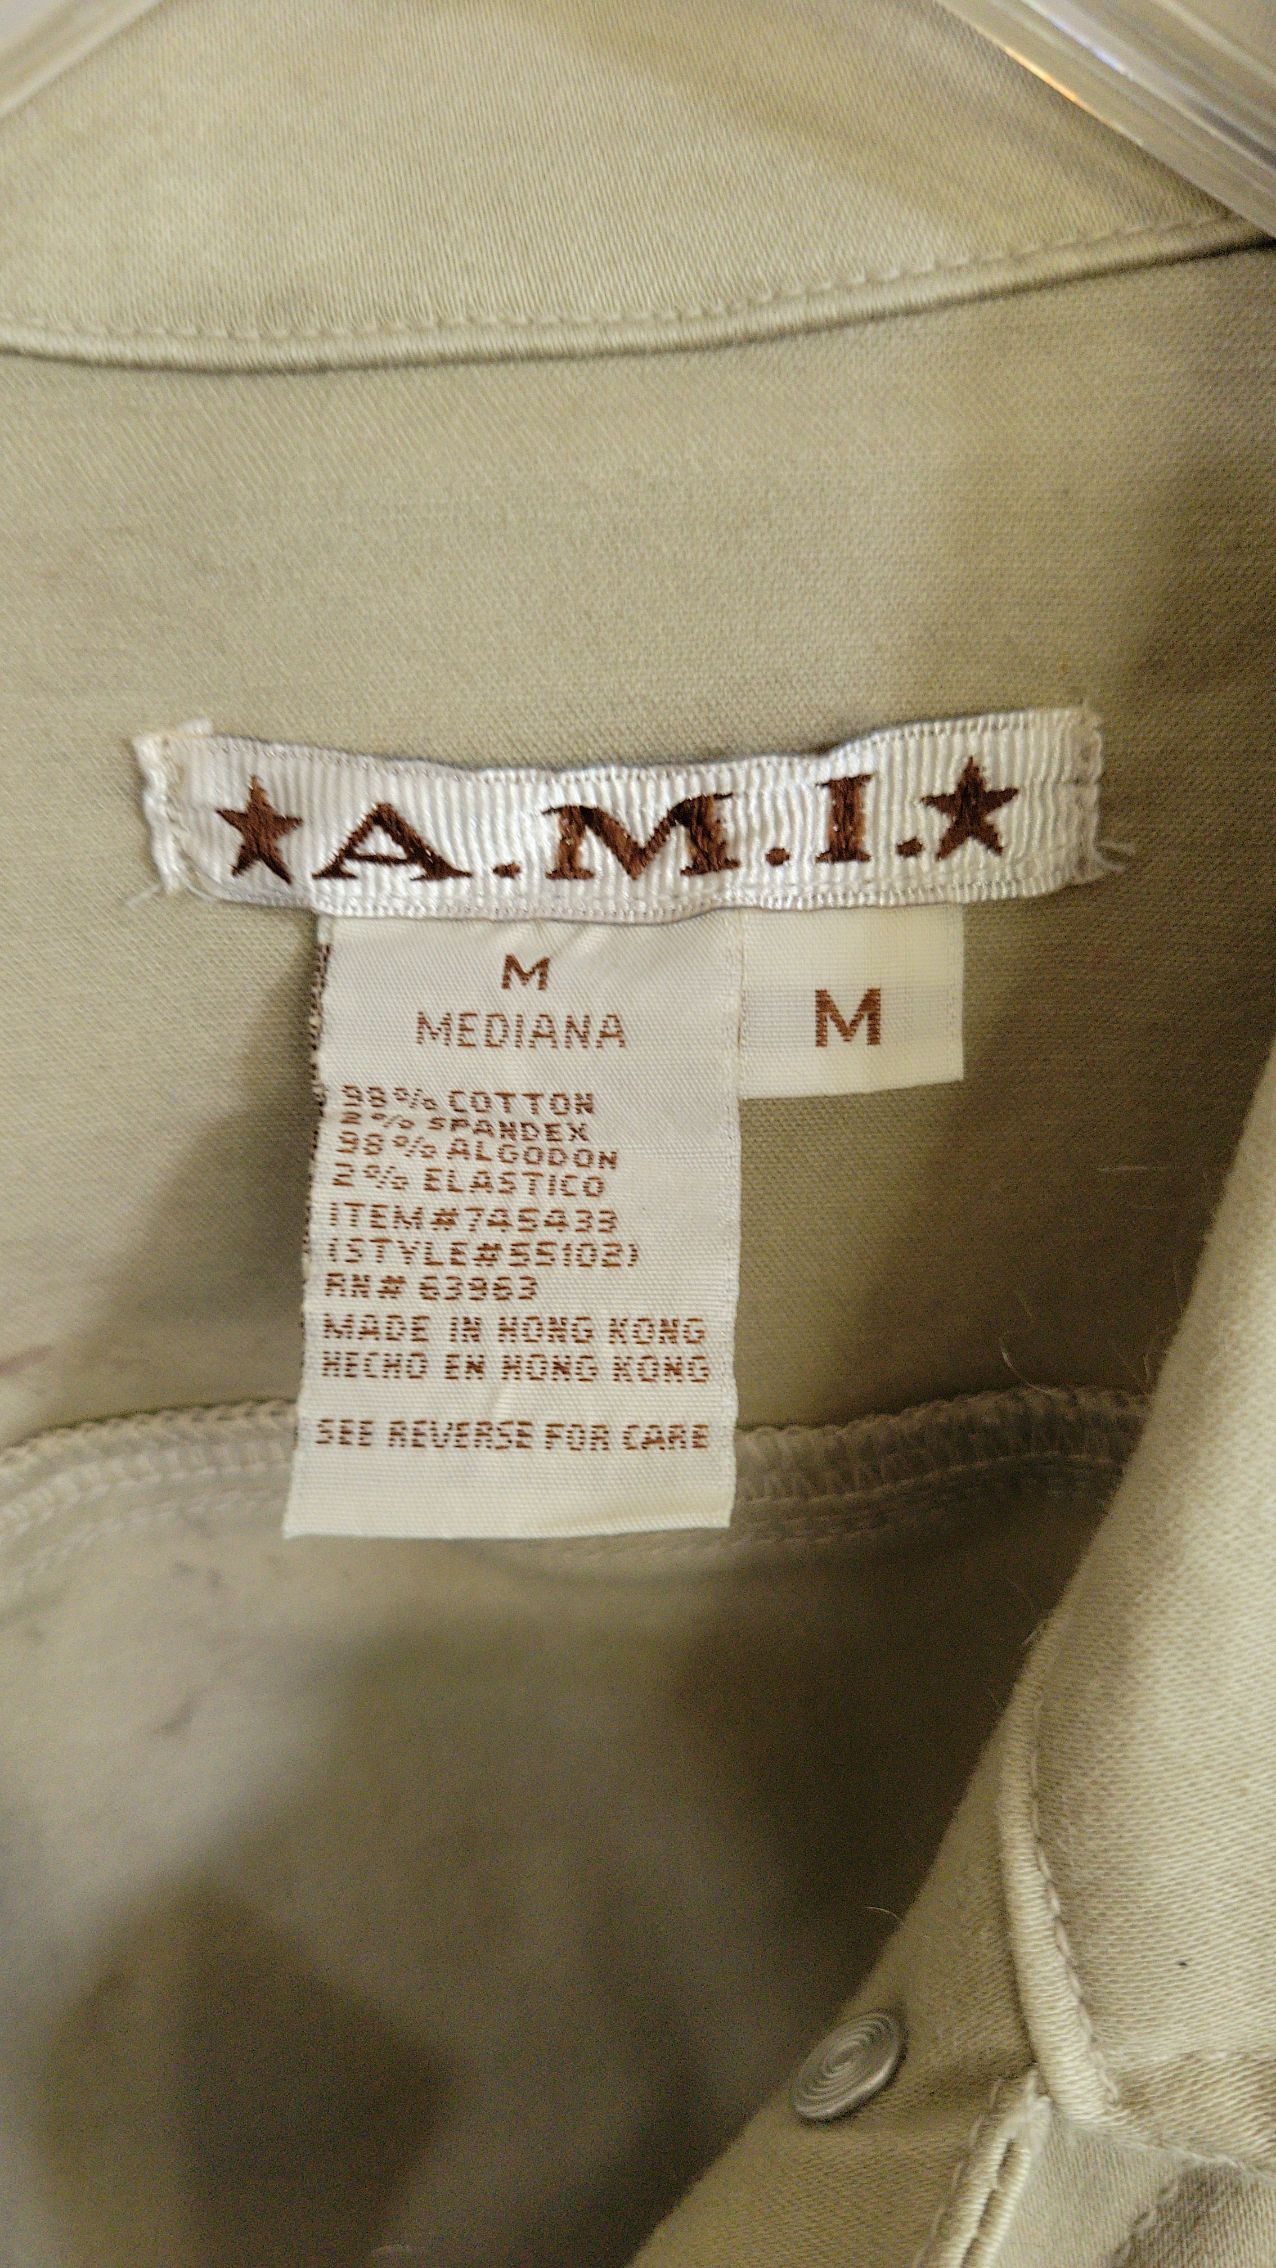 ★A.M.I.★
M
MEDIANA
M
98% COTTON
2% SPANDEX
98% ALGODON
2% ELASTICO
ITEM#745433
(STYLE#55102)
RN# 63963
MADE IN HONG KONG
HECHO EN HONG KONG
SEE REVERSE FOR CARE